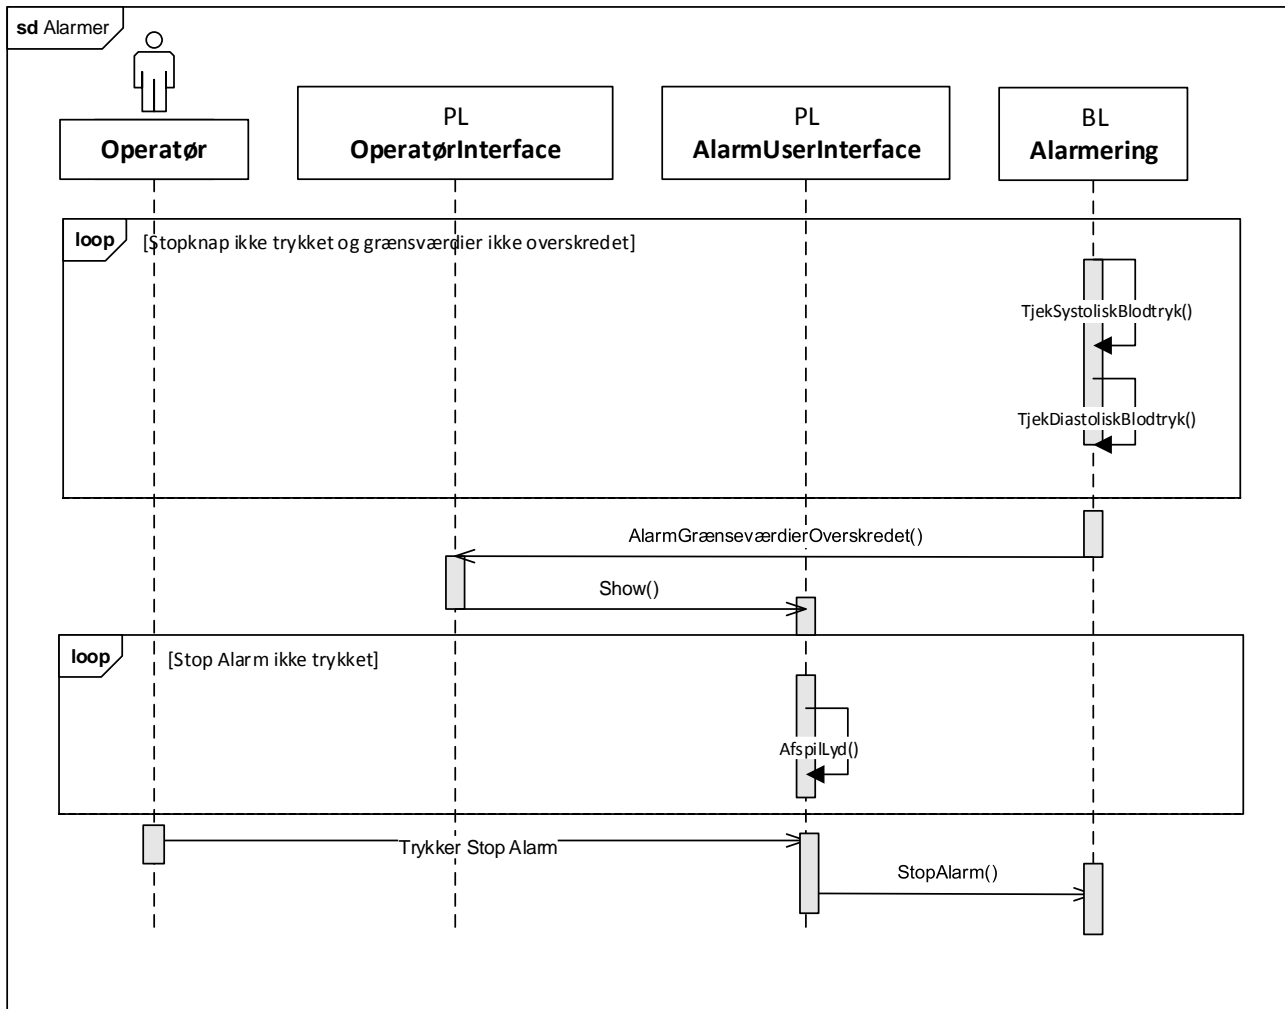 sd Alarmer
Operatør
PL
OperatørInterface
PL
AlarmUserInterface
BL
Alarmering
loop
[Stopknap ikke trykket og grænsværdier ikke overskredet]
TjekSystoliskBlodtryk()
TjekDiastoliskBlodtryk()
AlarmGrænseværdierOverskredet()
Show()
loop
[Stop Alarm ikke trykket]
AfspilLyd()
Trykker Stop Alarm
StopAlarm()